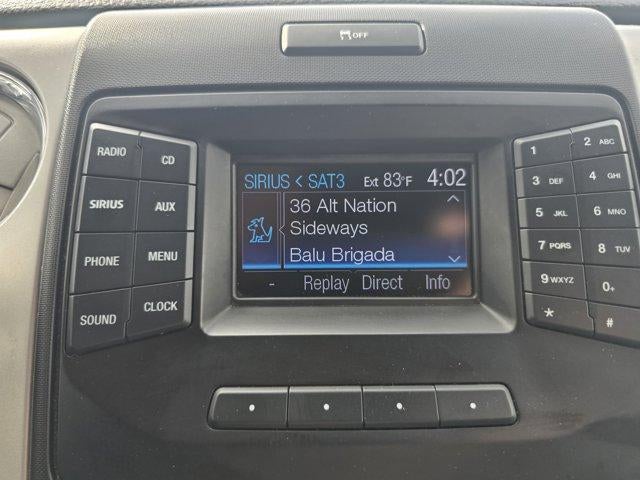 OFF
RADIO
CD
SIRIUS
AUX
PHONE
MENU
SOUND
CLOCK
SIRIUS < SAT3 Ext 83°F 4:02
36 Alt Nation
Sideways
Balu Brigada
- Replay Direct Info
1
2 ABC
3 DEF
4 GHI
5 JKL
6 MNO
7 PQRS
8 TUV
9 WXYZ
0+
*
#